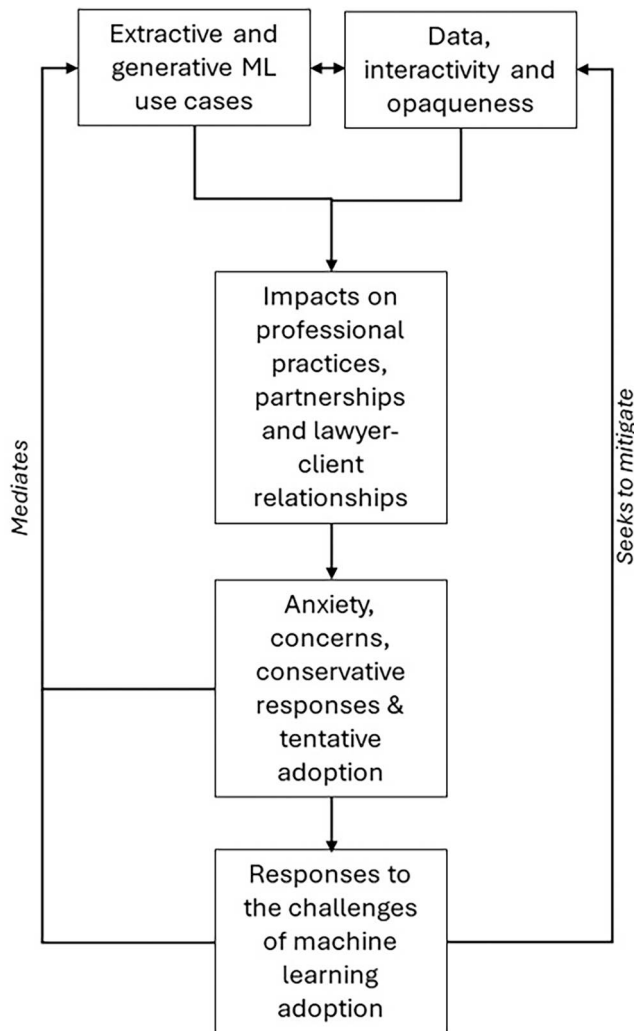 Extractive and
generative ML
use cases
Data,
interactivity and
opaqueness
Impacts on
professional
practices,
partnerships
and lawyer-
client
relationships
Mediates
Seeks to mitigate
Anxiety,
concerns,
conservative
responses &
tentative
adoption
Responses to
the challenges
of machine
learning
adoption